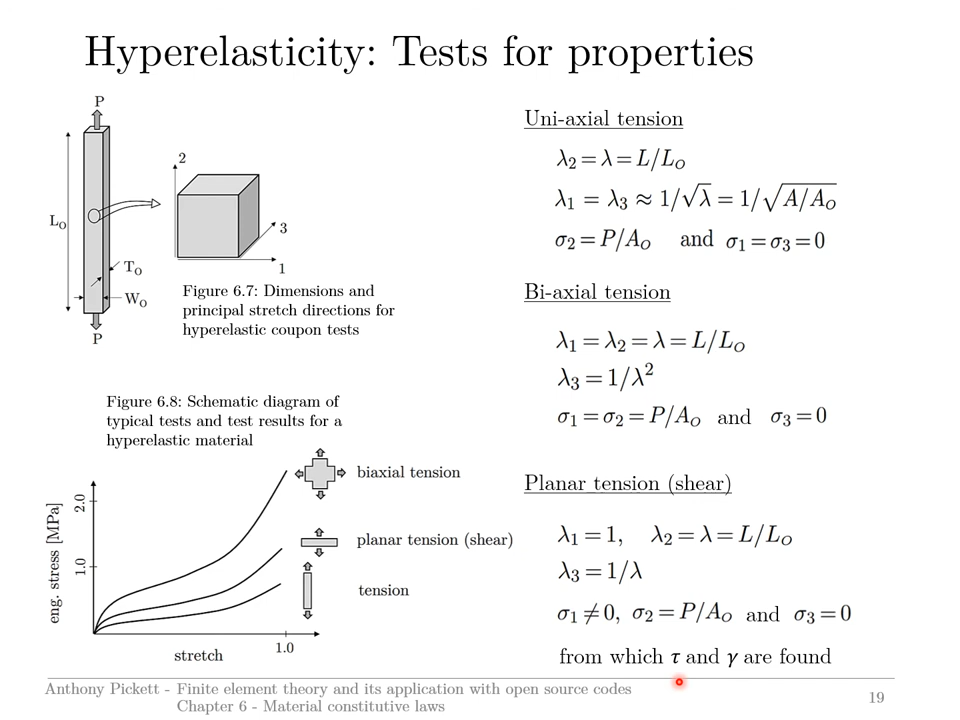 Hyperelasticity: Tests for properties
P
L_O
T_O
W_O
P
2
3
1
Figure 6.7: Dimensions and
principal stretch directions for
hyperelastic coupon tests
Figure 6.8: Schematic diagram of
typical tests and test results for a
hyperelastic material
eng. stress [MPa]
2.0
1.0
stretch
1.0
biaxial tension
planar tension (shear)
tension
Uni-axial tension
λ₂ = λ = L/L_O
λ₁ = λ₃ ≈ 1/√λ = 1/√(A/A_O)
σ₂ = P/A_O and σ₁ = σ₃ = 0
Bi-axial tension
λ₁ = λ₂ = λ = L/L_O
λ₃ = 1/λ²
σ₁ = σ₂ = P/A_O and σ₃ = 0
Planar tension (shear)
λ₁ = 1, λ₂ = λ = L/L_O
λ₃ = 1/λ
σ₁ ≠ 0, σ₂ = P/A_O and σ₃ = 0
from which τ and γ are found
Anthony Pickett - Finite element theory and its application with open source codes
Chapter 6 - Material constitutive laws
19